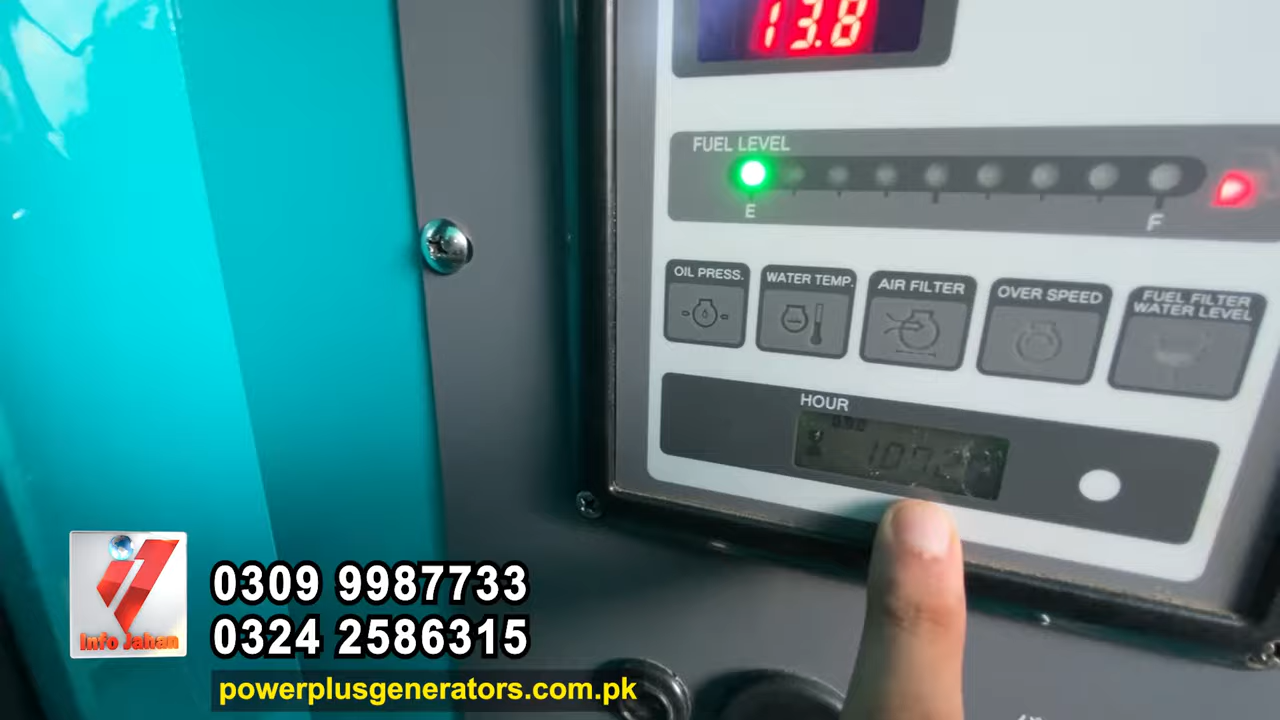 13.8
FUEL LEVEL
E
F
OIL PRESS.
WATER TEMP.
AIR FILTER
OVER SPEED
FUEL FILTER
WATER LEVEL
HOUR
Info Jahan
0309 9987733
0324 2586315
powerplusgenerators.com.pk